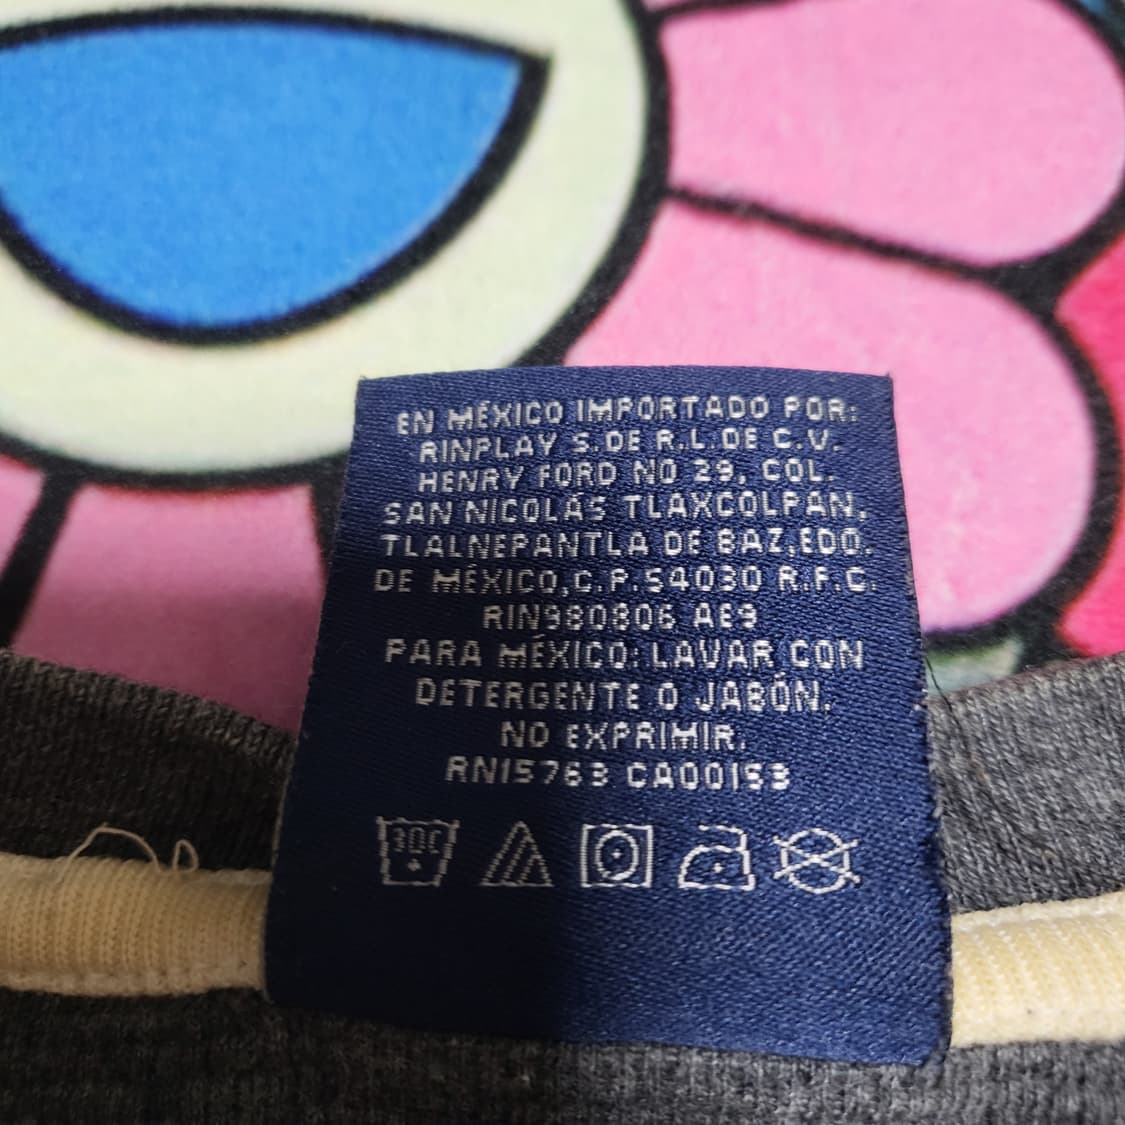 EN MÉXICO IMPORTADO POR:
RINPLAY S.DE R.L.DE C.V.
HENRY FORD NO 29, COL.
SAN NICOLÁS TLAXCOLPAN,
TLALNEPANTLA DE BAZ,EDO.
DE MÉXICO,C.P.54030 R.F.C.
RIN980806 AE9
PARA MÉXICO: LAVAR CON
DETERGENTE O JABÓN.
NO EXPRIMIR.
RN15763 CA00153
30C